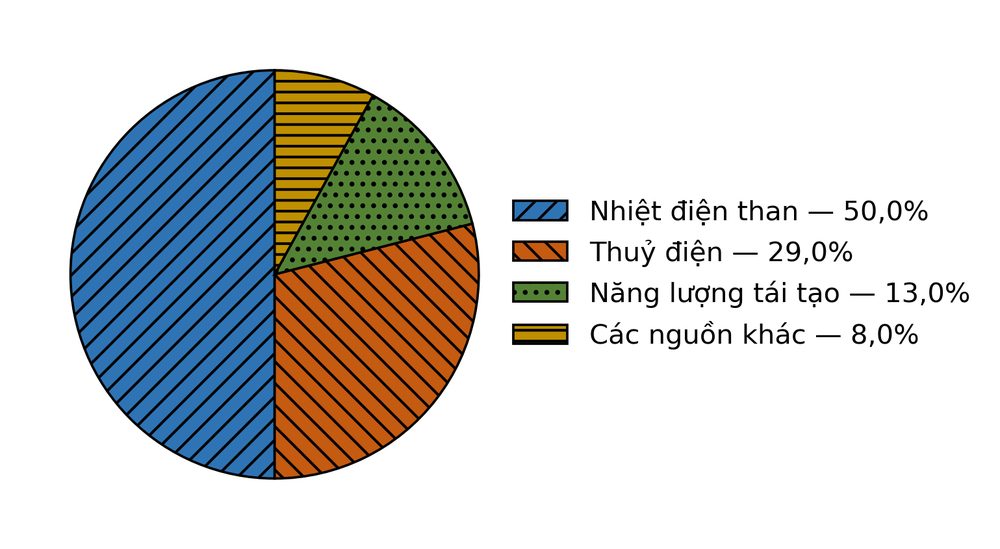 Nhiệt điện than — 50,0%
Thuỷ điện — 29,0%
Năng lượng tái tạo — 13,0%
Các nguồn khác — 8,0%